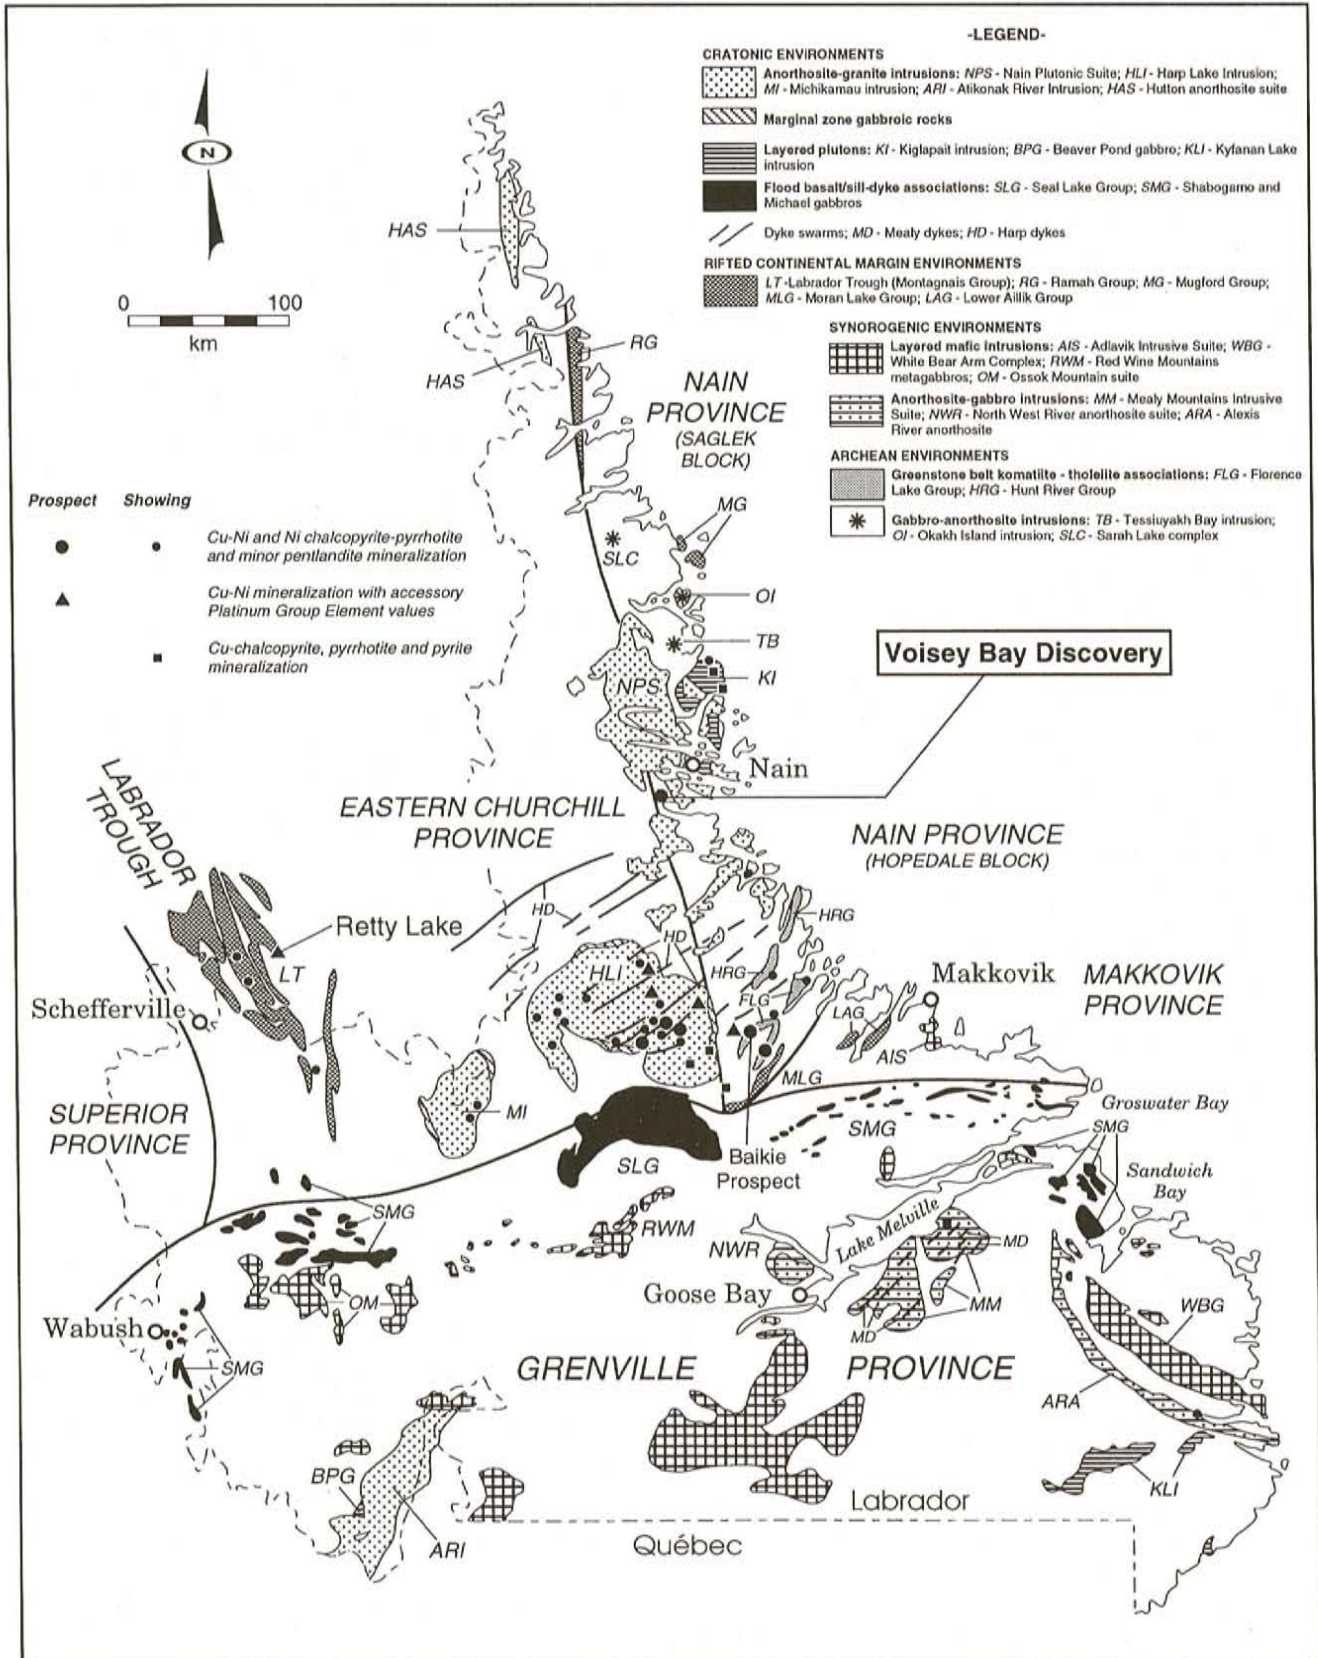 -LEGEND-
CRATONIC ENVIRONMENTS
Anorthosite-granite intrusions: NPS - Nain Plutonic Suite; HLI - Harp Lake Intrusion;
MI - Michikamau intrusion; ARI - Atikonak River Intrusion; HAS - Hutton anorthosite suite
Marginal zone gabbroic rocks
Layered plutons: KI - Kiglapait intrusion; BPG - Beaver Pond gabbro; KLI - Kyfanan Lake
intrusion
Flood basalt/sill-dyke associations: SLG - Seal Lake Group; SMG - Shabogamo and
Michael gabbros
Dyke swarms; MD - Mealy dykes; HD - Harp dykes
RIFTED CONTINENTAL MARGIN ENVIRONMENTS
LT -Labrador Trough (Montagnais Group); RG - Ramah Group; MG - Mugford Group;
MLG - Moran Lake Group; LAG - Lower Aillik Group
SYNOROGENIC ENVIRONMENTS
Layered mafic intrusions: AIS - Adlavik Intrusive Suite; WBG -
White Bear Arm Complex; RWM - Red Wine Mountains
metagabbros; OM - Ossok Mountain suite
Anorthosite-gabbro intrusions: MM - Mealy Mountains Intrusive
Suite; NWR - North West River anorthosite suite; ARA - Alexis
River anorthosite
ARCHEAN ENVIRONMENTS
Greenstone belt komatiite - tholeiite associations: FLG - Florence
Lake Group; HRG - Hunt River Group
Gabbro-anorthosite intrusions: TB - Tessiuyakh Bay intrusion;
OI - Okakh Island intrusion; SLC - Sarah Lake complex
N
0 100
km
HAS
HAS
RG
NAIN
PROVINCE
(SAGLEK
BLOCK)
Prospect Showing
Cu-Ni and Ni chalcopyrite-pyrrhotite
and minor pentlandite mineralization
Cu-Ni mineralization with accessory
Platinum Group Element values
Cu-chalcopyrite, pyrrhotite and pyrite
mineralization
MG
SLC
OI
TB
KI
NPS
Voisey Bay Discovery
Nain
LABRADOR
TROUGH
EASTERN CHURCHILL
PROVINCE
NAIN PROVINCE
(HOPEDALE BLOCK)
HD
HRG
Retty Lake
HD
LT
HLI
HRG
Makkovik
MAKKOVIK
PROVINCE
Schefferville
FLG
LAG
AIS
MLG
SUPERIOR
PROVINCE
MI
Groswater Bay
SMG
SMG
SLG
Baikie
Prospect
Sandwich
Bay
SMG
RWM
NWR
Lake Melville
MD
Goose Bay
MM
OM
MD
WBG
Wabush
SMG
GRENVILLE PROVINCE
ARA
BPG
KLI
Labrador
ARI
Québec